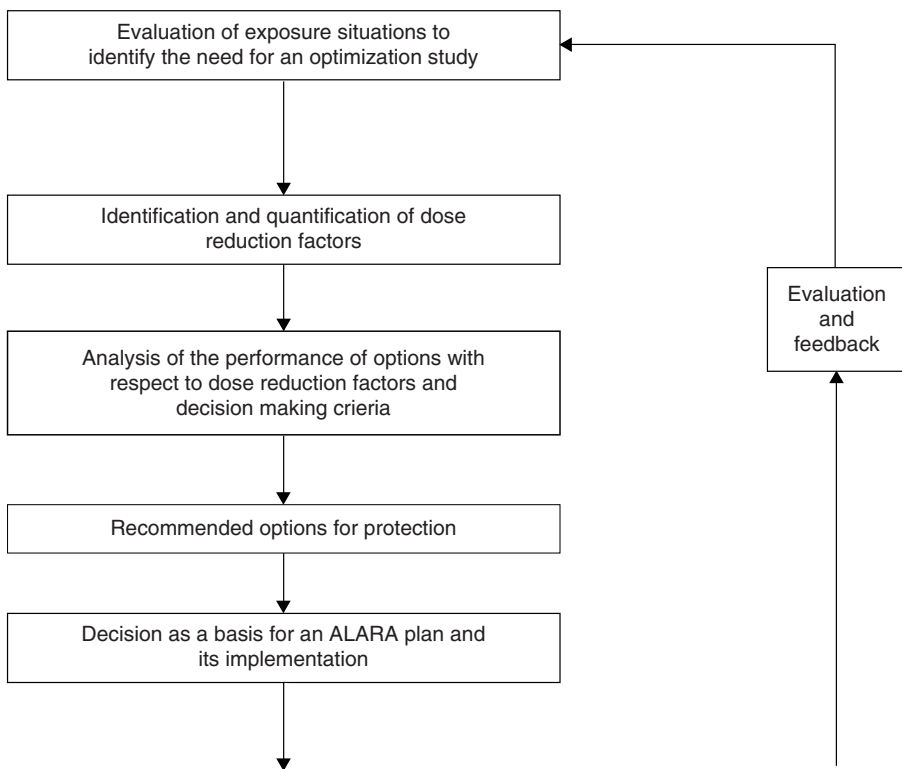 Evaluation of exposure situations to
identify the need for an optimization study
Identification and quantification of dose
reduction factors
Analysis of the performance of options with
respect to dose reduction factors and
decision making crieria
Recommended options for protection
Decision as a basis for an ALARA plan and
its implementation
Evaluation
and
feedback